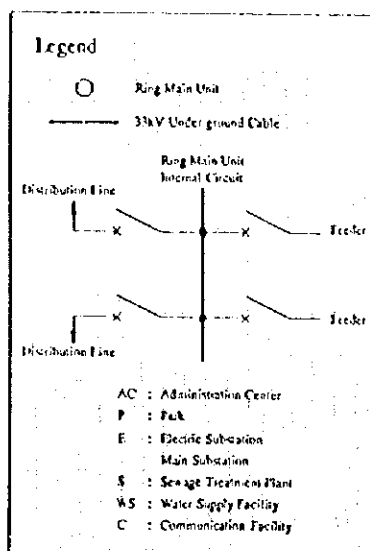 Legend
Ring Main Unit
33kV Under ground Cable
Ring Main Unit
Internal Circuit
Distribution Line
Feeder
Feeder
Distribution Line
AC : Administration Center
P : Park
E : Electric Substation
Main Substation
S : Sewage Treatment Plant
WS : Water Supply Facility
C : Communication Facility